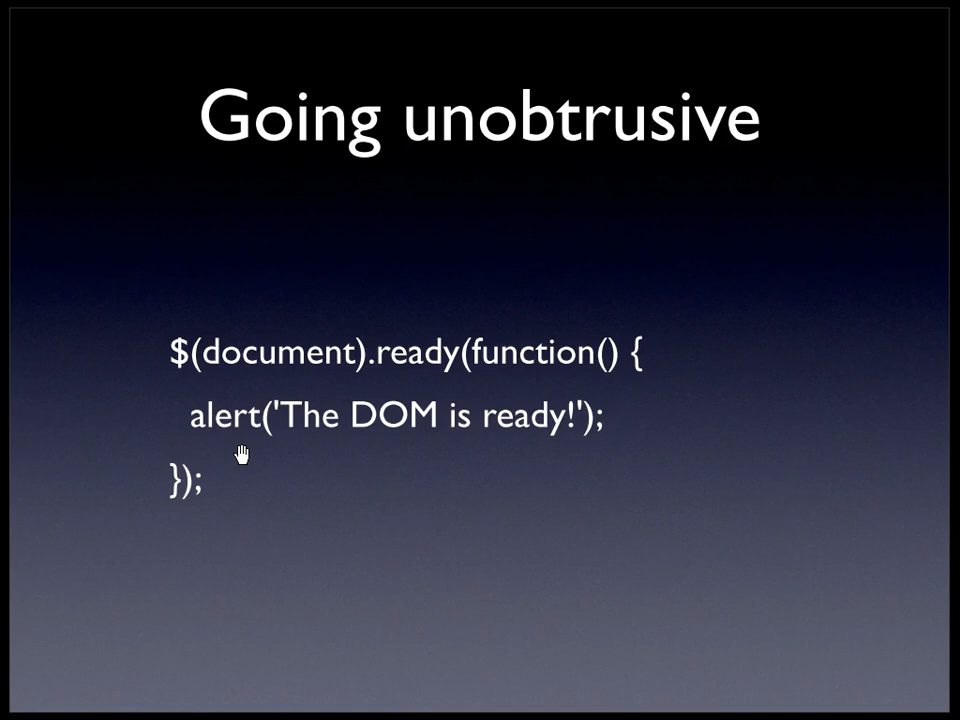 Going unobtrusive
$(document).ready(function() {
alert('The DOM is ready!');
});